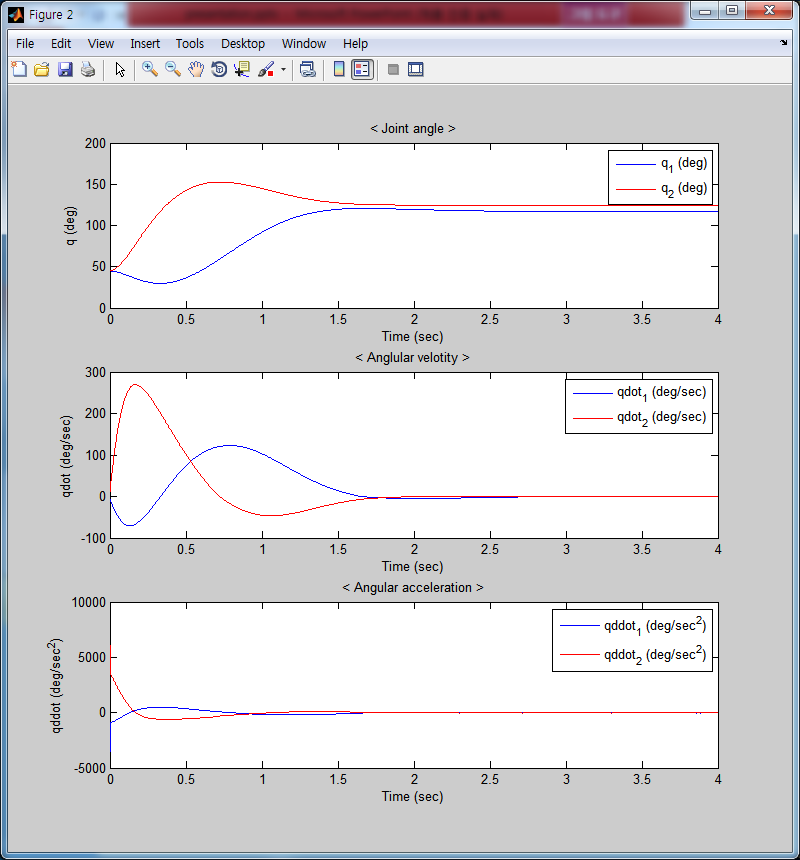 Figure 2
File Edit View Insert Tools Desktop Window Help
< Joint angle >
200
150
100
50
0
q (deg)
q1 (deg)
q2 (deg)
0 0.5 1 1.5 2 2.5 3 3.5 4
Time (sec)
< Anglular velotity >
300
200
100
0
-100
qdot (deg/sec)
qdot1 (deg/sec)
qdot2 (deg/sec)
0 0.5 1 1.5 2 2.5 3 3.5 4
Time (sec)
< Angular acceleration >
10000
5000
0
-5000
qddot (deg/sec2)
qddot1 (deg/sec2)
qddot2 (deg/sec2)
0 0.5 1 1.5 2 2.5 3 3.5 4
Time (sec)